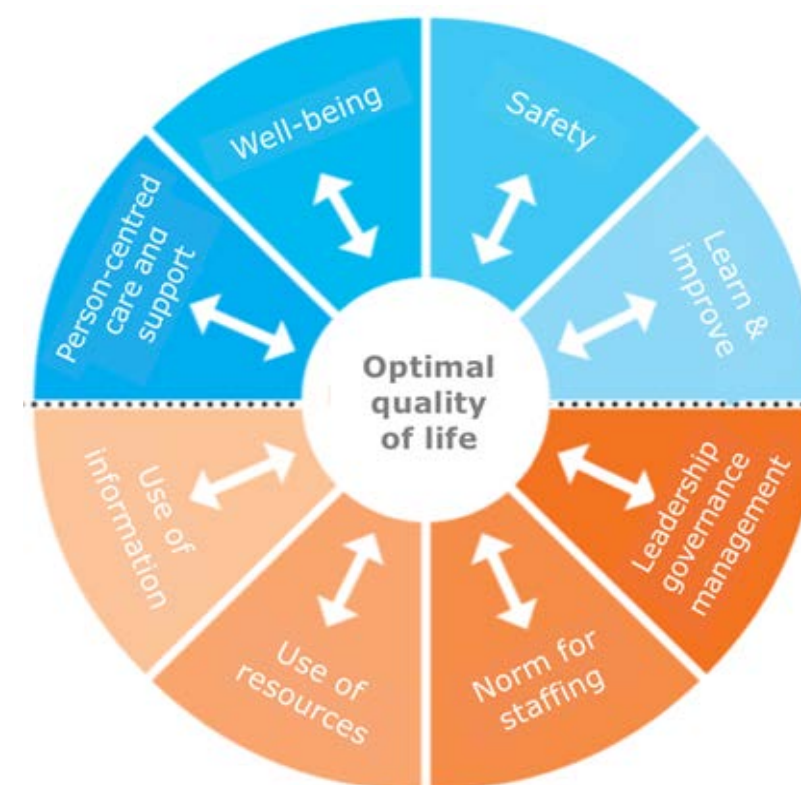 Well-being
Safety
Learn &
improve
Person-centred
care and
support
Optimal
quality
of life
Use of
information
Use of
resources
Norm for
staffing
Leadership
governance
management